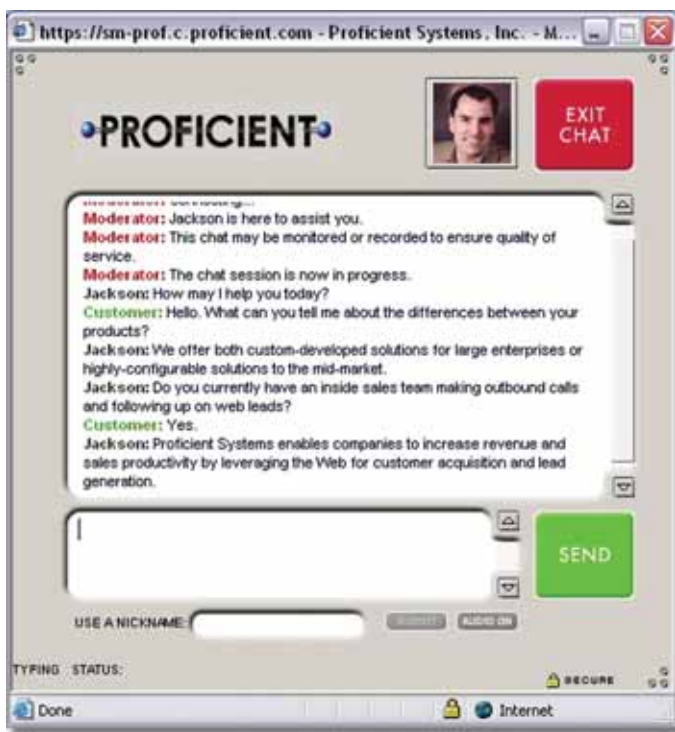 https://sm-prof.c.proficient.com - Proficient Systems, Inc. - M...
PROFICIENT
EXIT
CHAT
Moderator: Connecting...
Moderator: Jackson is here to assist you.
Moderator: This chat may be monitored or recorded to ensure quality of
service.
Moderator: The chat session is now in progress.
Jackson: How may I help you today?
Customer: Hello. What can you tell me about the differences between your
products?
Jackson: We offer both custom-developed solutions for large enterprises or
highly-configurable solutions to the mid-market.
Jackson: Do you currently have an inside sales team making outbound calls
and following up on web leads?
Customer: Yes.
Jackson: Proficient Systems enables companies to increase revenue and
sales productivity by leveraging the Web for customer acquisition and lead
generation.
SEND
USE A NICKNAME:
AUDIO ON
TYPING STATUS:
SECURE
Done
Internet